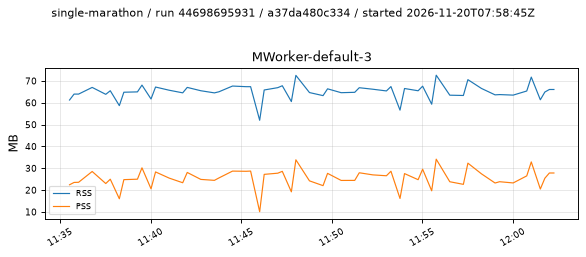 single-marathon / run 44698695931 / a37da480c334 / started 2026-11-20T07:58:45Z
MWorker-default-3
MB
70
60
50
40
30
20
10
RSS
PSS
11:35
11:40
11:45
11:50
11:55
12:00